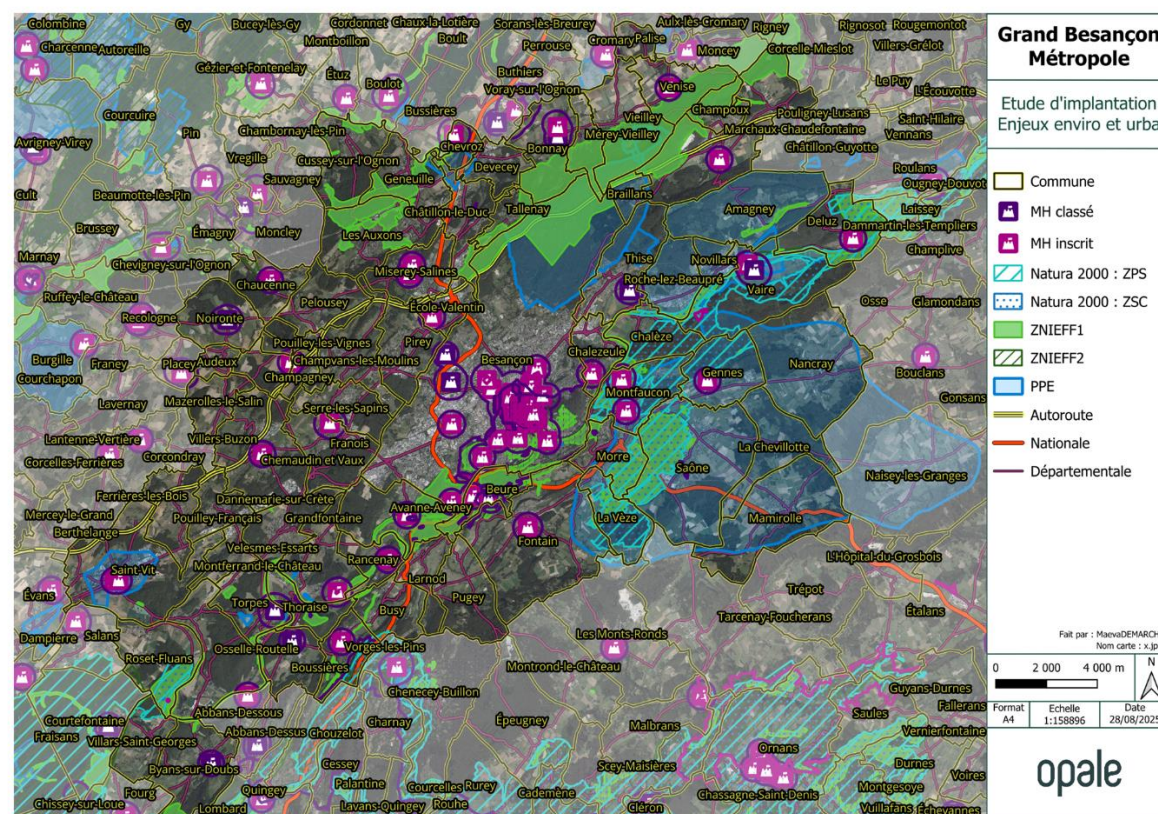 Colombine
Gy
Bucey-lès-Gy
Cordonnet
Chaux-la-Lotière
Sorans-lès-Breurey
Aulx-lès-Cromary
Rigney
Rignosot
Rougemontot
Charcenne
Autoreille
Montboillon
Boult
Perrouse
Cromary
Palise
Moncey
Corcelle-Mieslot
Villers-Grélot
Gézier-et-Fontenelay
Étuz
Boulot
Buthiers
Voray-sur-l'Ognon
Vénise
Le Puy
L'Écouvotte
Courcuire
Bussières
Vieilley
Champoux
Pouligney-Lusans
Saint-Hilaire
Avrigney-Virey
Pin
Chambornay-lès-Pin
Chevroz
Bonnay
Mérey-Vieilley
Marchaux-Chaudefontaine
Vennans
Vregille
Cussey-sur-l'Ognon
Devecey
Châtillon-Guyotte
Cult
Beaumotte-lès-Pin
Sauvagney
Geneuille
Braillans
Roulans
Ougney-Douvot
Brussey
Émagny
Moncley
Châtillon-le-Duc
Tallenay
Amagney
Deluz
Laissey
Les Auxons
Dammartin-les-Templiers
Marnay
Chevigney-sur-l'Ognon
Thise
Novillars
Champlive
Chaucenne
Miserey-Salines
Roche-lez-Beaupré
Vaire
Ruffey-le-Château
Pelousey
École-Valentin
Osse
Glamondans
Recologne
Noironte
Pouilley-les-Vignes
Pirey
Chalèze
Burgille
Franey
Placey
Audeux
Champvans-les-Moulins
Besançon
Chalezeule
Nancray
Bouclans
Courchapon
Champagney
Montfaucon
Gennes
Lavernay
Mazerolles-le-Salin
Serre-les-Sapins
Gonsans
Lantenne-Vertière
Villers-Buzon
Franois
La Chevillotte
Corcelles-Ferrières
Corcondray
Chemaudin et Vaux
Morre
Saône
Naisey-les-Granges
Ferrières-les-Bois
Dannemarie-sur-Crète
Beure
Mercey-le-Grand
Pouilley-Français
Grandfontaine
Avanne-Aveney
La Vèze
Mamirolle
Berthelange
Velesmes-Essarts
Fontain
L'Hôpital-du-Grosbois
Saint-Vit
Montferrand-le-Château
Rancenay
Évans
Larnod
Trépot
Torpes
Thoraise
Busy
Pugey
Étalans
Dampierre
Salans
Tarcenay-Foucherans
Osselle-Routelle
Vorges-les-Pins
Les Monts-Ronds
Roset-Fluans
Boussières
Montrond-le-Château
Abbans-Dessous
Chenecey-Buillon
Guyans-Durnes
Fallerans
Courtefontaine
Abbans-Dessus
Chouzelot
Charnay
Épeugney
Malbrans
Saules
Vernierfontaine
Fraisans
Villars-Saint-Georges
Ornans
Byans-sur-Doubs
Cessey
Scey-Maisières
Durnes
Voires
Quingey
Palantine
Courcelles
Rurey
Cademène
Chassagne-Saint-Denis
Montgesoye
Chissey-sur-Loue
Fourg
Lombard
Lavans-Quingey
Rouhe
Cléron
Vuillafans
Échevannes
Grand Besançon
Métropole
Etude d'implantation
Enjeux enviro et urba
Commune
MH classé
MH inscrit
Natura 2000 : ZPS
Natura 2000 : ZSC
ZNIEFF1
ZNIEFF2
PPE
Autoroute
Nationale
Départementale
Fait par : MaevaDEMARCH
Nom carte : x.jp
0 2 000 4 000 m
N
Format
A4
Echelle
1:158896
Date
28/08/2025
opale